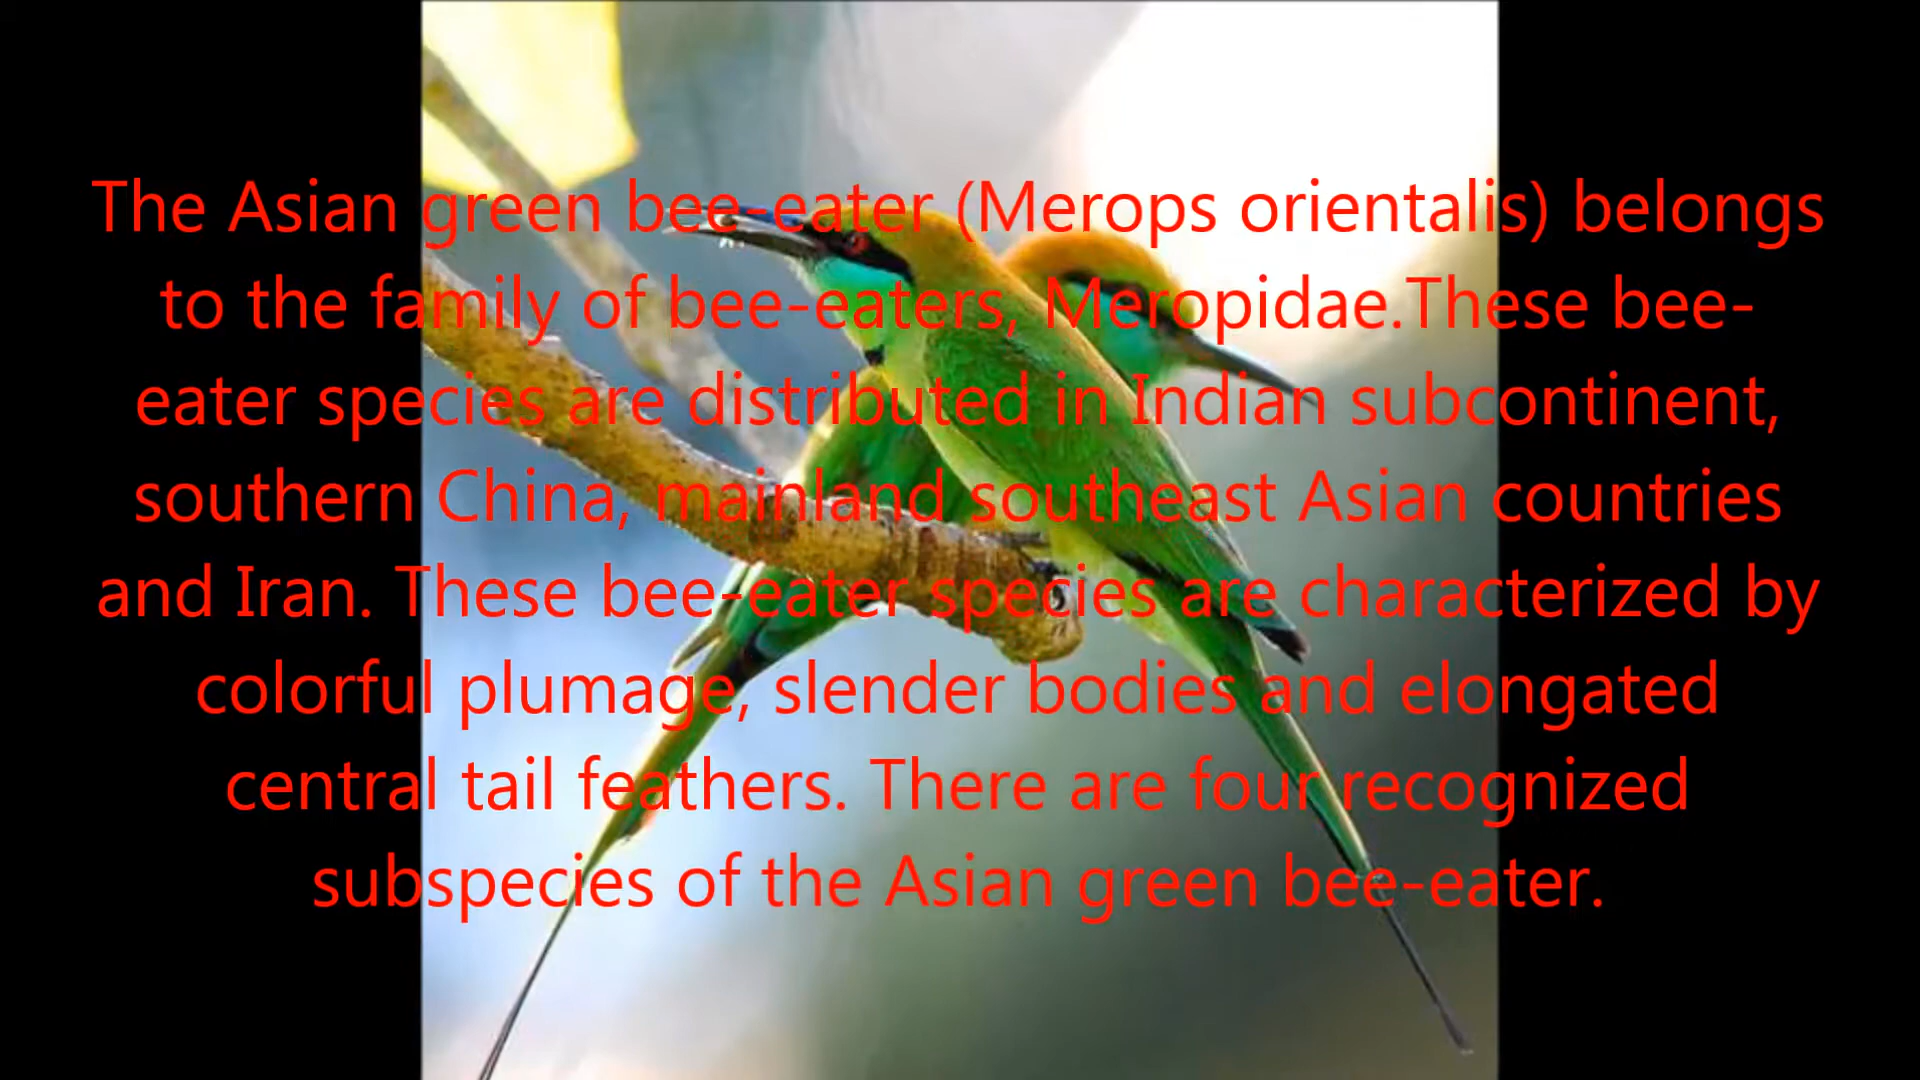 The Asian green bee-eater (Merops orientalis) belongs
to the family of bee-eaters, Meropidae.These bee-
eater species are distributed in Indian subcontinent,
southern China, mainland southeast Asian countries
and Iran. These bee-eater species are characterized by
colorful plumage, slender bodies and elongated
central tail feathers. There are four recognized
subspecies of the Asian green bee-eater.